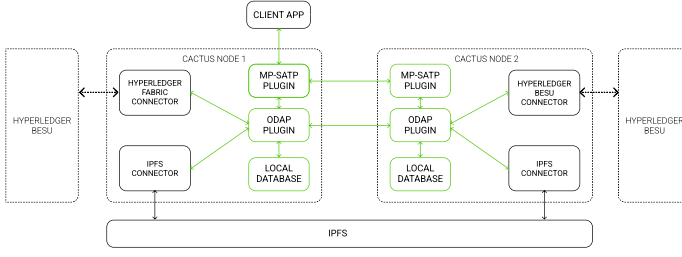 CLIENT APP
CACTUS NODE 1
CACTUS NODE 2
HYPERLEDGER
BESU
HYPERLEDGER
FABRIC
CONNECTOR
MP-SATP
PLUGIN
MP-SATP
PLUGIN
HYPERLEDGER
BESU
CONNECTOR
HYPERLEDGER
BESU
ODAP
PLUGIN
ODAP
PLUGIN
IPFS
CONNECTOR
LOCAL
DATABASE
LOCAL
DATABASE
IPFS
CONNECTOR
IPFS